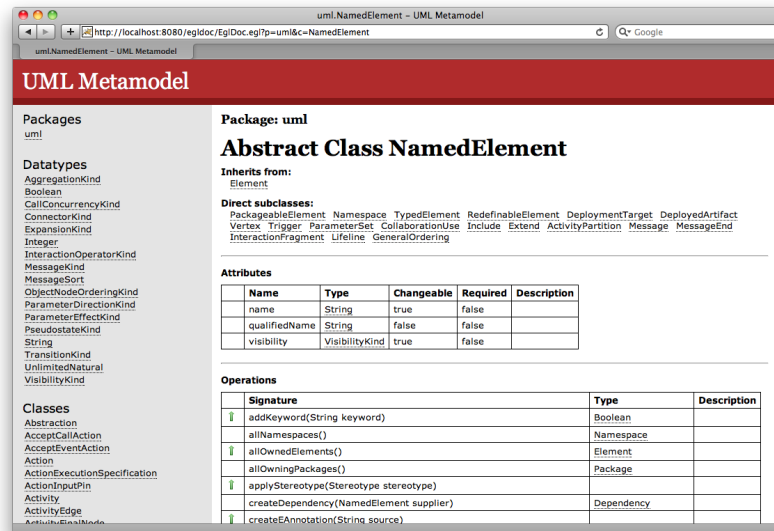 uml.NamedElement – UML Metamodel
http://localhost:8080/egldoc/EglDoc.egl?p=uml&c=NamedElement
Google
uml.NamedElement – UML Metamodel
UML Metamodel
Packages
uml
Datatypes
AggregationKind
Boolean
CallConcurrencyKind
ConnectorKind
ExpansionKind
Integer
InteractionOperatorKind
MessageKind
MessageSort
ObjectNodeOrderingKind
ParameterDirectionKind
ParameterEffectKind
PseudostateKind
String
TransitionKind
UnlimitedNatural
VisibilityKind
Classes
Abstraction
AcceptCallAction
AcceptEventAction
Action
ActionExecutionSpecification
ActionInputPin
Activity
ActivityEdge
ActivityFinalNode
Package: uml
Abstract Class NamedElement
Inherits from:
Element
Direct subclasses:
PackageableElement Namespace TypedElement RedefinableElement DeploymentTarget DeployedArtifact
Vertex Trigger ParameterSet CollaborationUse Include Extend ActivityPartition Message MessageEnd
InteractionFragment Lifeline GeneralOrdering
Attributes
Name Type Changeable Required Description
name String true false
qualifiedName String false false
visibility VisibilityKind true false
Operations
Signature Type Description
addKeyword(String keyword) Boolean
allNamespaces() Namespace
allOwnedElements() Element
allOwningPackages() Package
applyStereotype(Stereotype stereotype)
createDependency(NamedElement supplier) Dependency
createEAnnotation(String source)